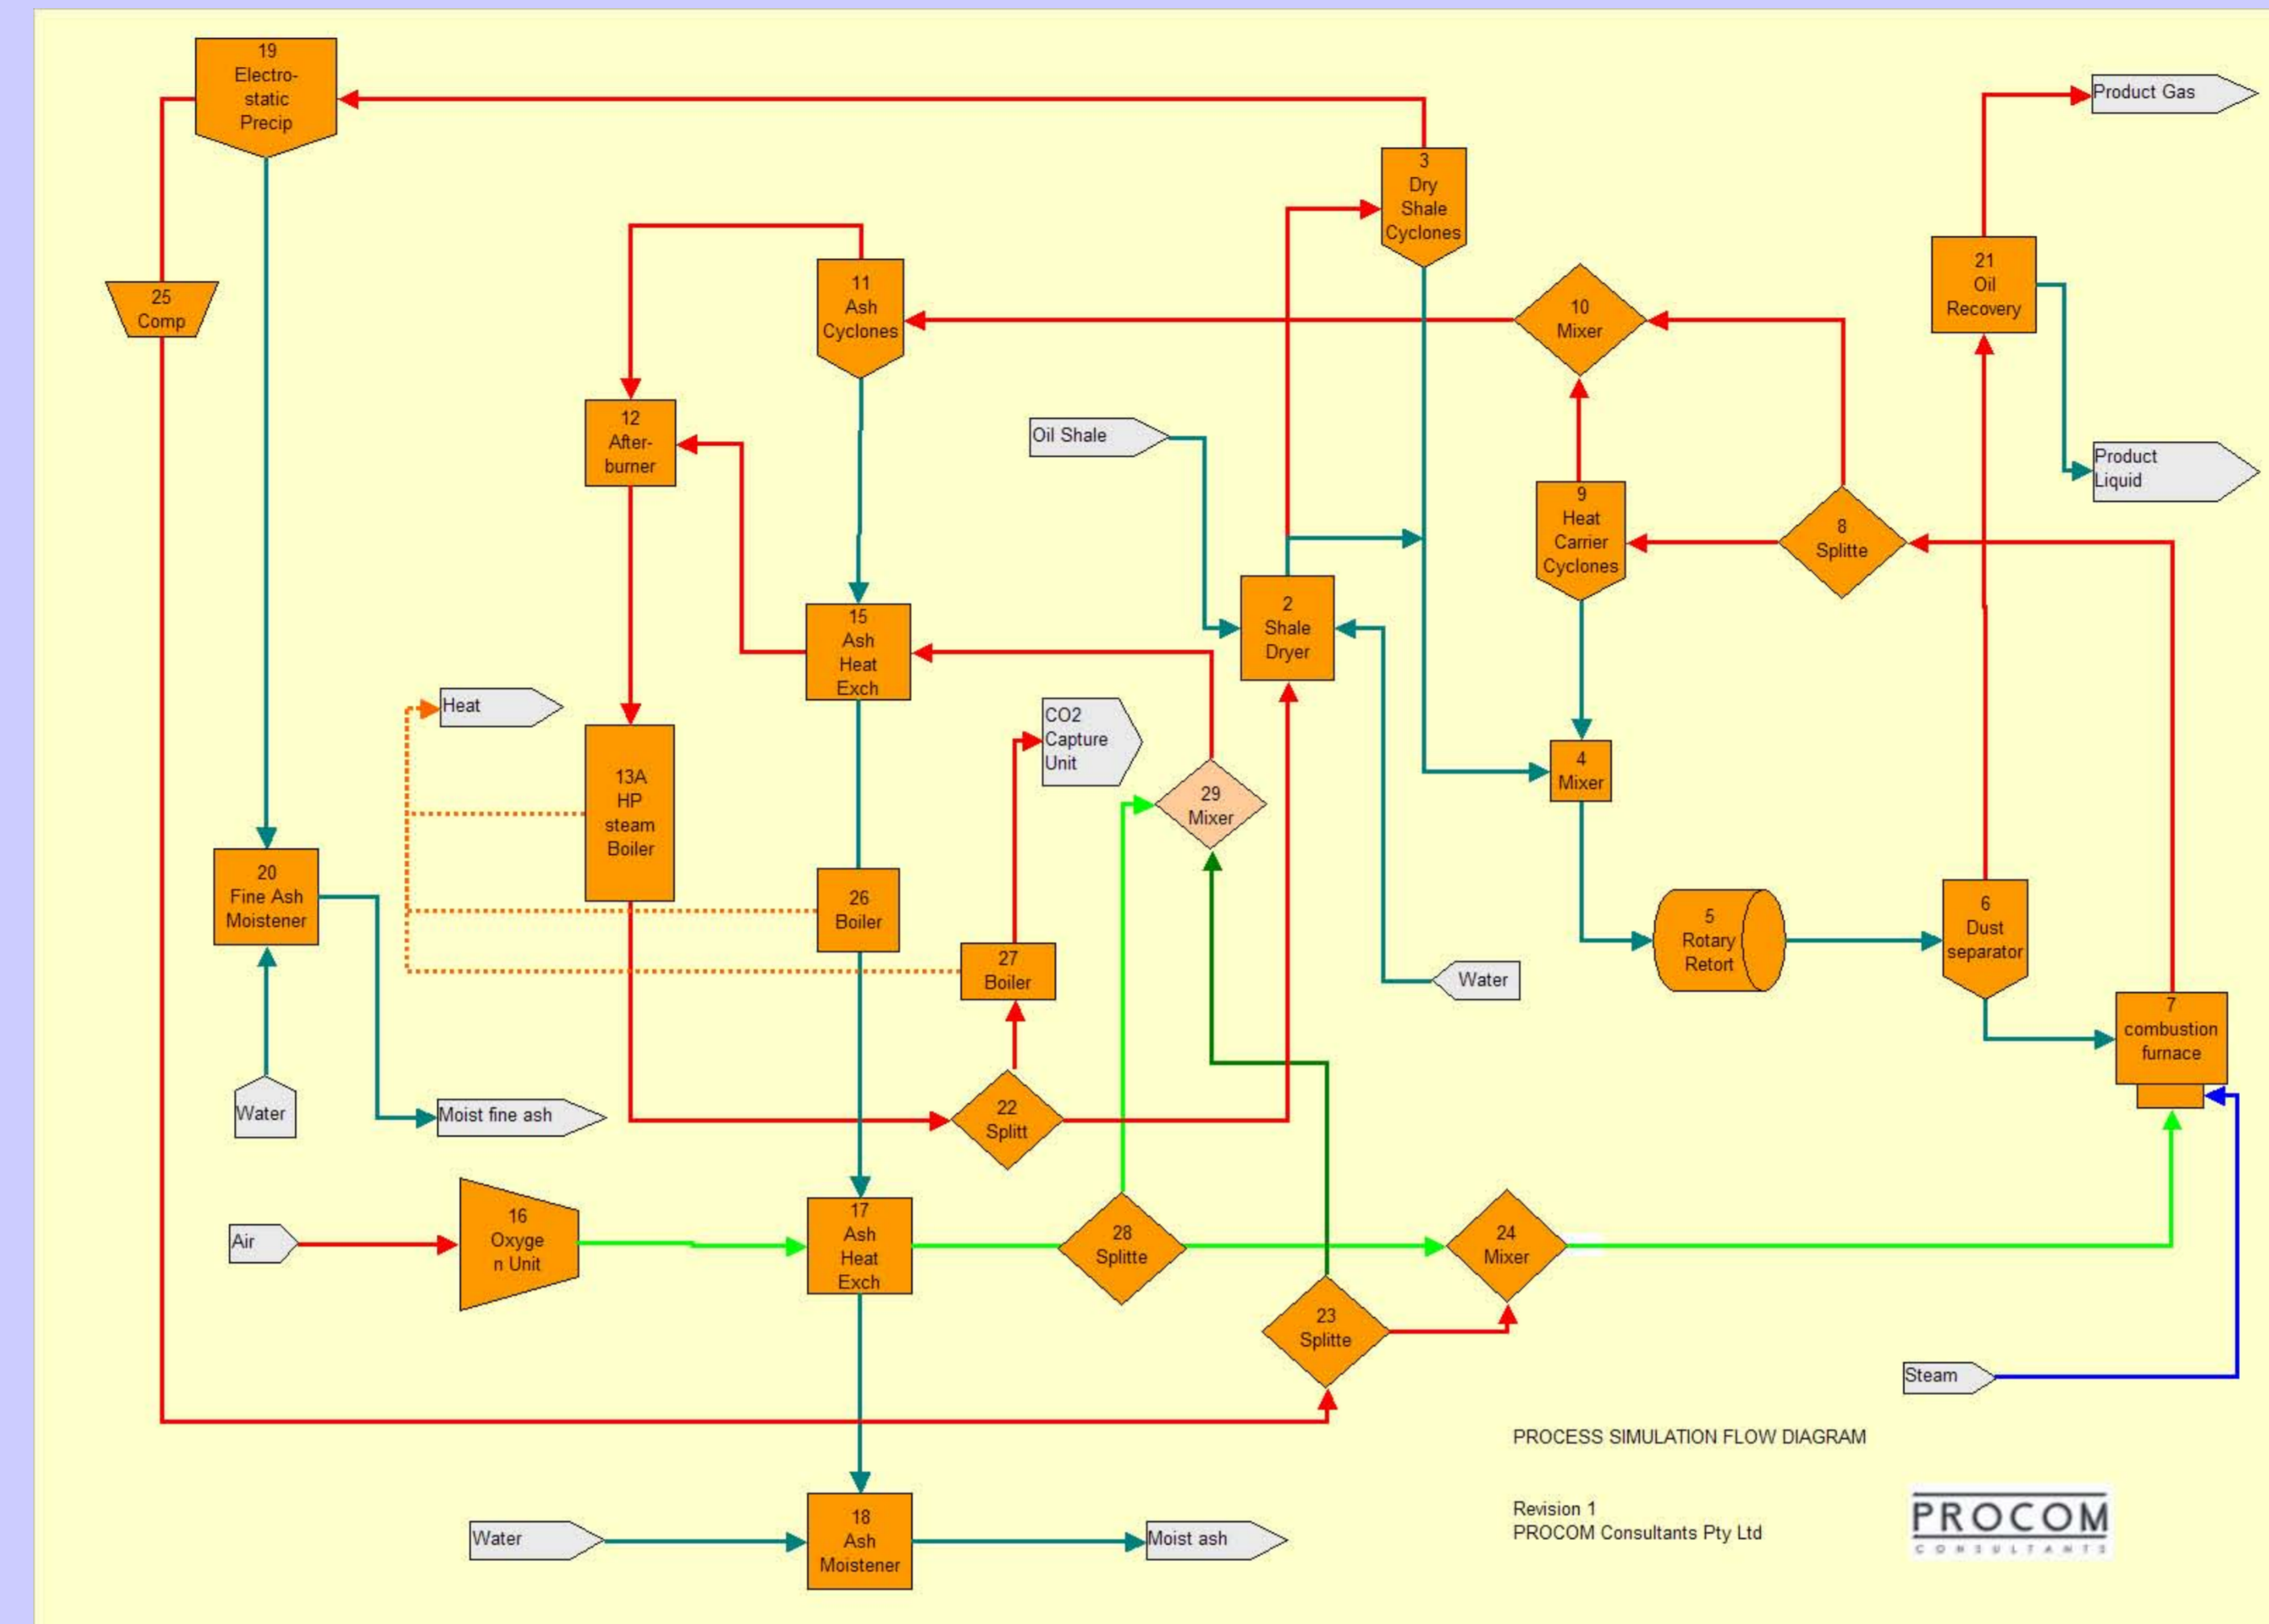 19
Electro-
static
Precip
Product Gas
3
Dry
Shale
Cyclones
21
Oil
Recovery
11
Ash
Cyclones
25
Comp
10
Mixer
12
After-
burner
Oil Shale
Product
Liquid
9
Heat
Carrier
Cyclones
8
Splitte
15
Ash
Heat
Exch
2
Shale
Dryer
Heat
CO2
Capture
Unit
13A
HP
steam
Boiler
29
Mixer
4
Mixer
20
Fine Ash
Moistener
26
Boiler
27
Boiler
Water
5
Rotary
Retort
6
Dust
separator
7
combustion
furnace
Water
Moist fine ash
22
Splitt
Air
16
Oxyge
n Unit
17
Ash
Heat
Exch
28
Splitte
24
Mixer
23
Splitte
Steam
PROCESS SIMULATION FLOW DIAGRAM
Water
18
Ash
Moistener
Moist ash
Revision 1
PROCOM Consultants Pty Ltd
PROCOM
CONSULTANTS